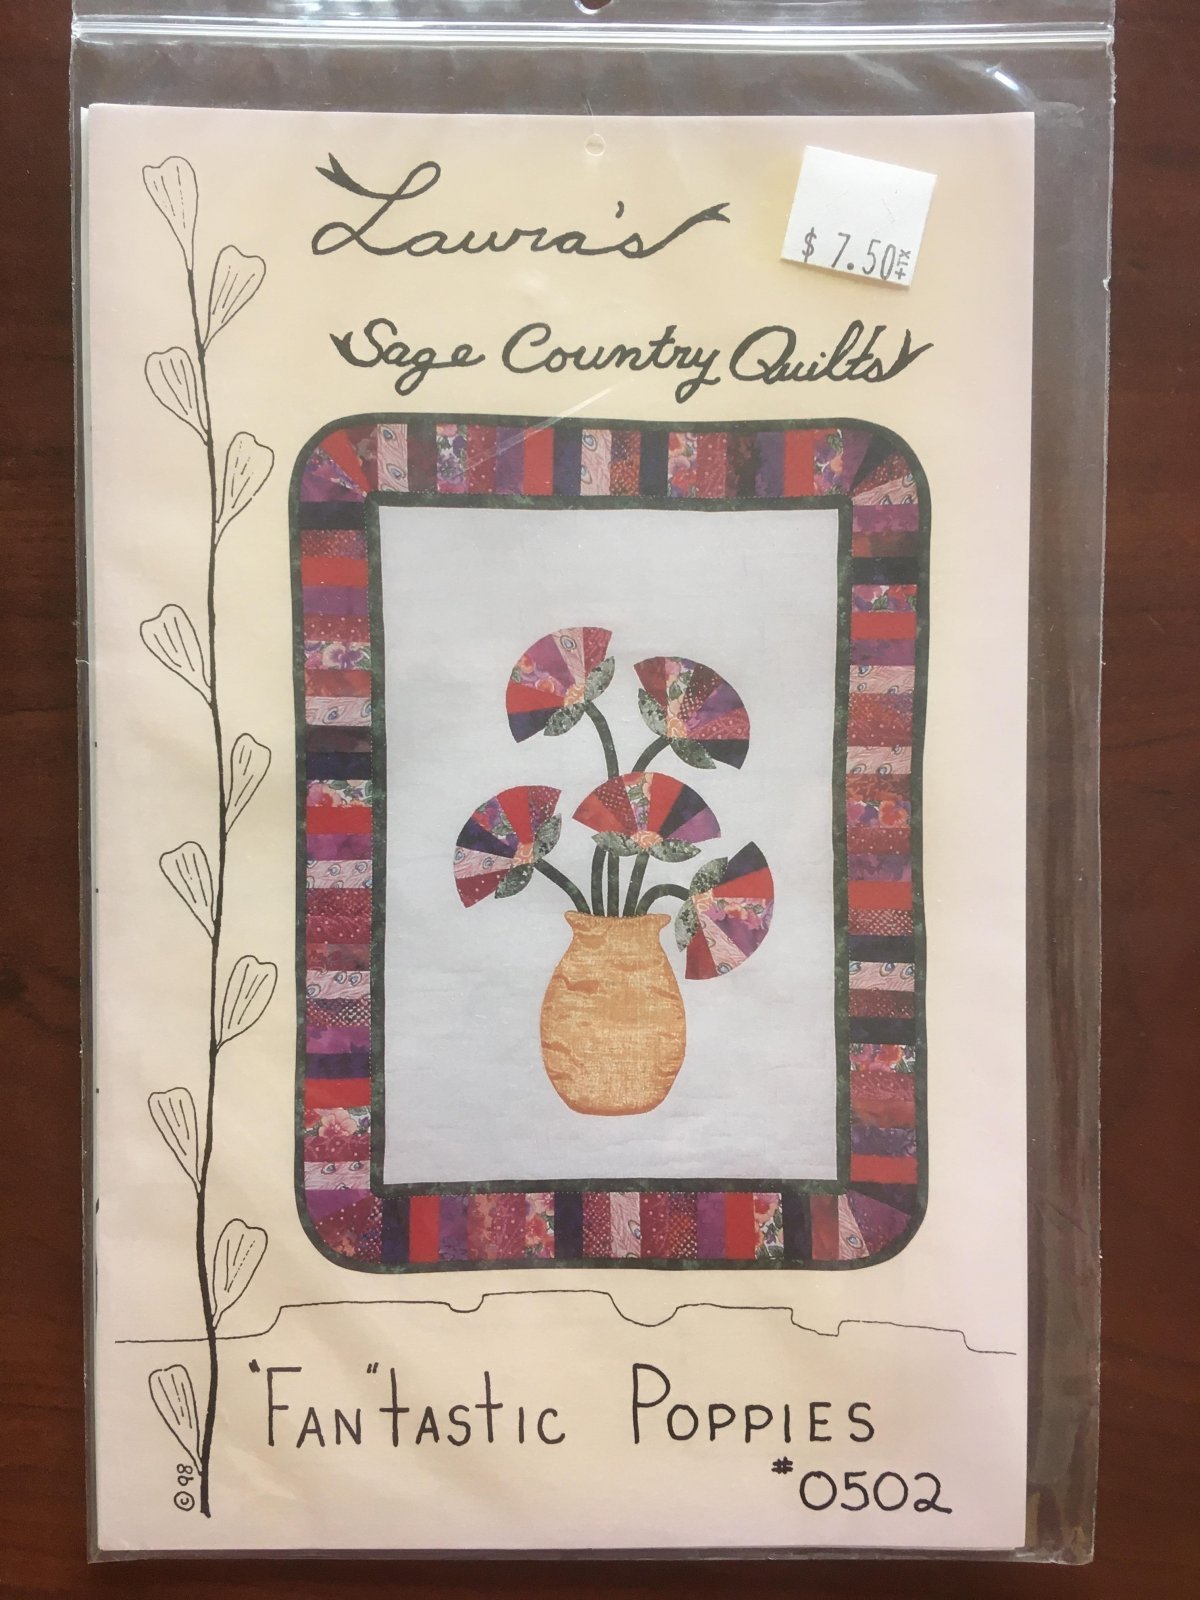 Laura's
$ 7.50 +TX
Sage Country Quilts
"Fan"tastic Poppies
#0502
© 98